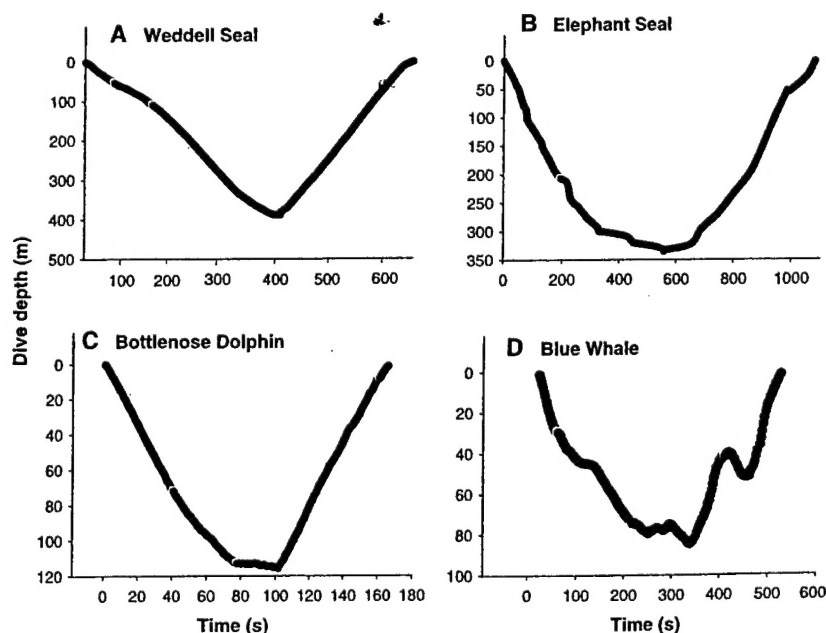 A Weddell Seal
0
100
200
300
400
500
100 200 300 400 500 600
B Elephant Seal
0
50
100
150
200
250
300
350
0 200 400 600 800 1000
Dive depth (m)
C Bottlenose Dolphin
0
20
40
60
80
100
120
0 20 40 60 80 100 120 140 160 180
Time (s)
D Blue Whale
0
20
40
60
80
100
0 100 200 300 400 500 600
Time (s)